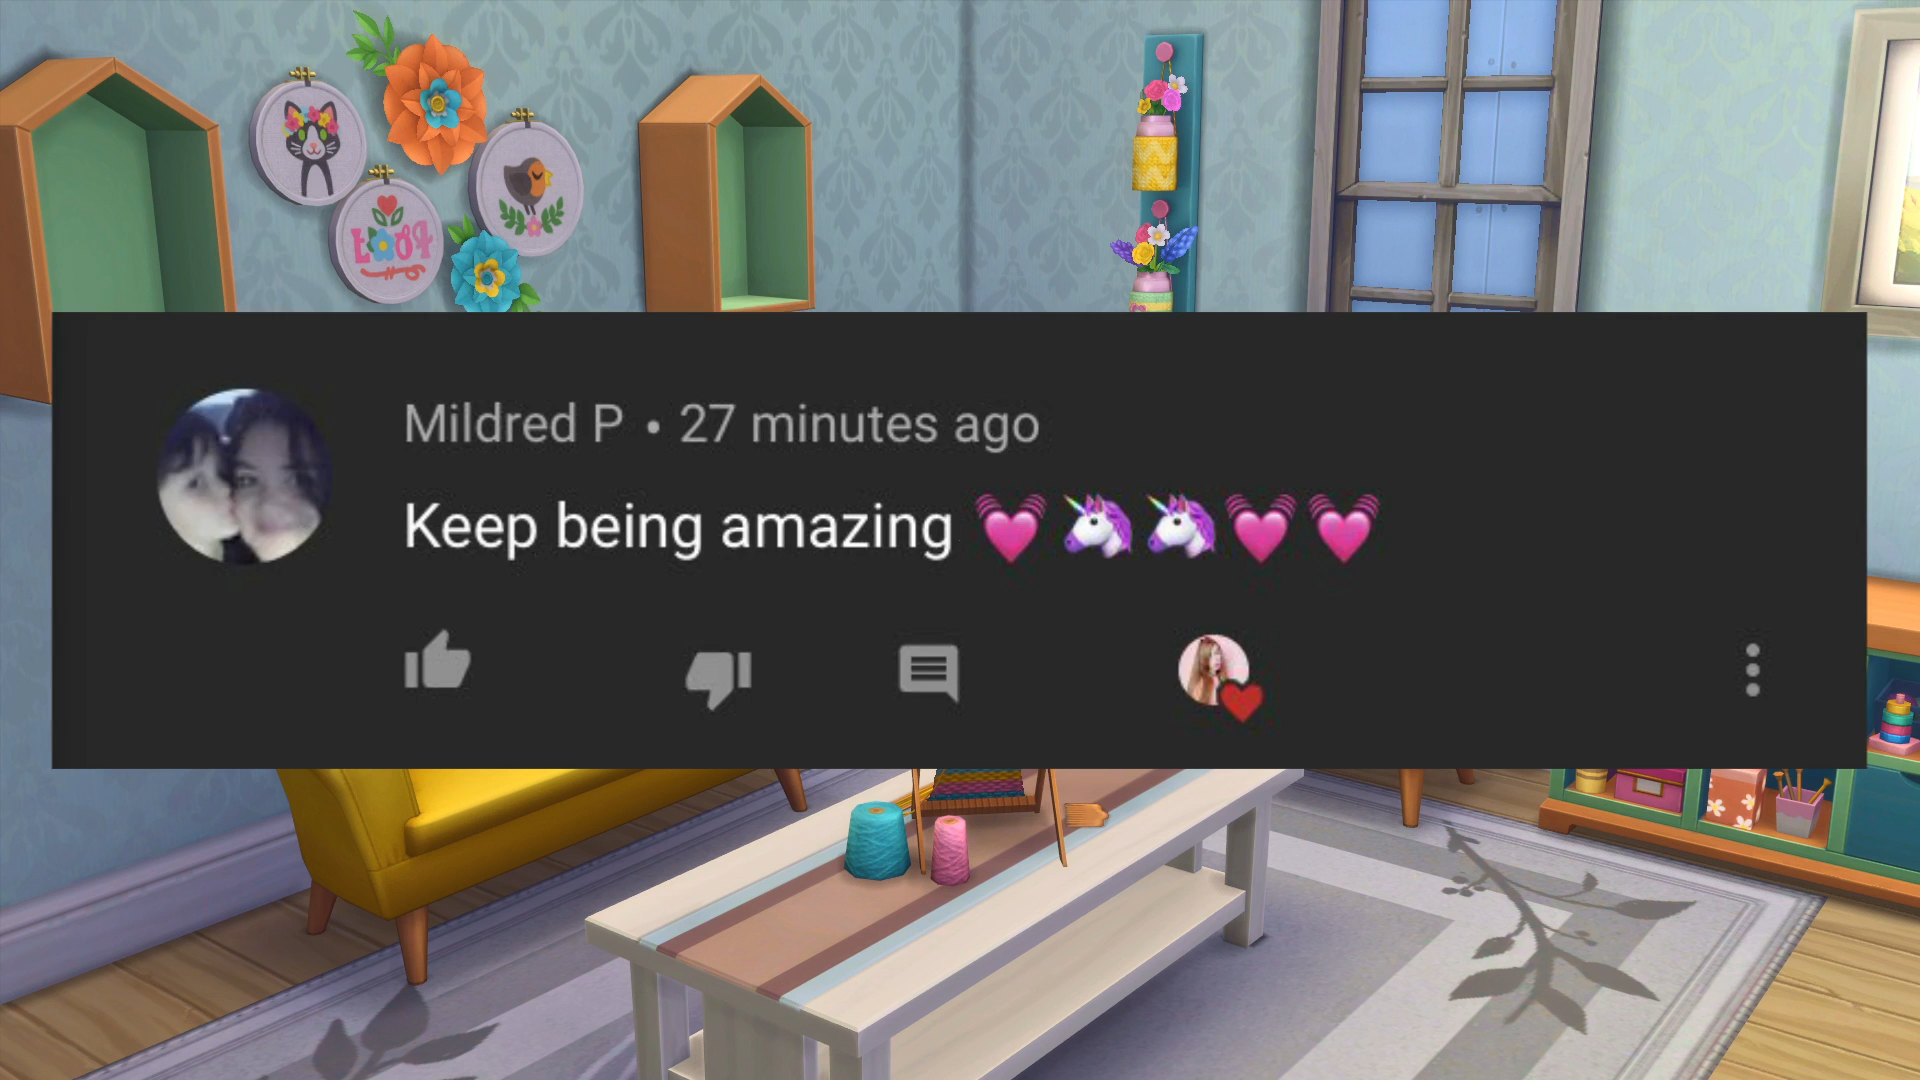 Mildred P • 27 minutes ago
Keep being amazing 💓🦄🦄💓💓